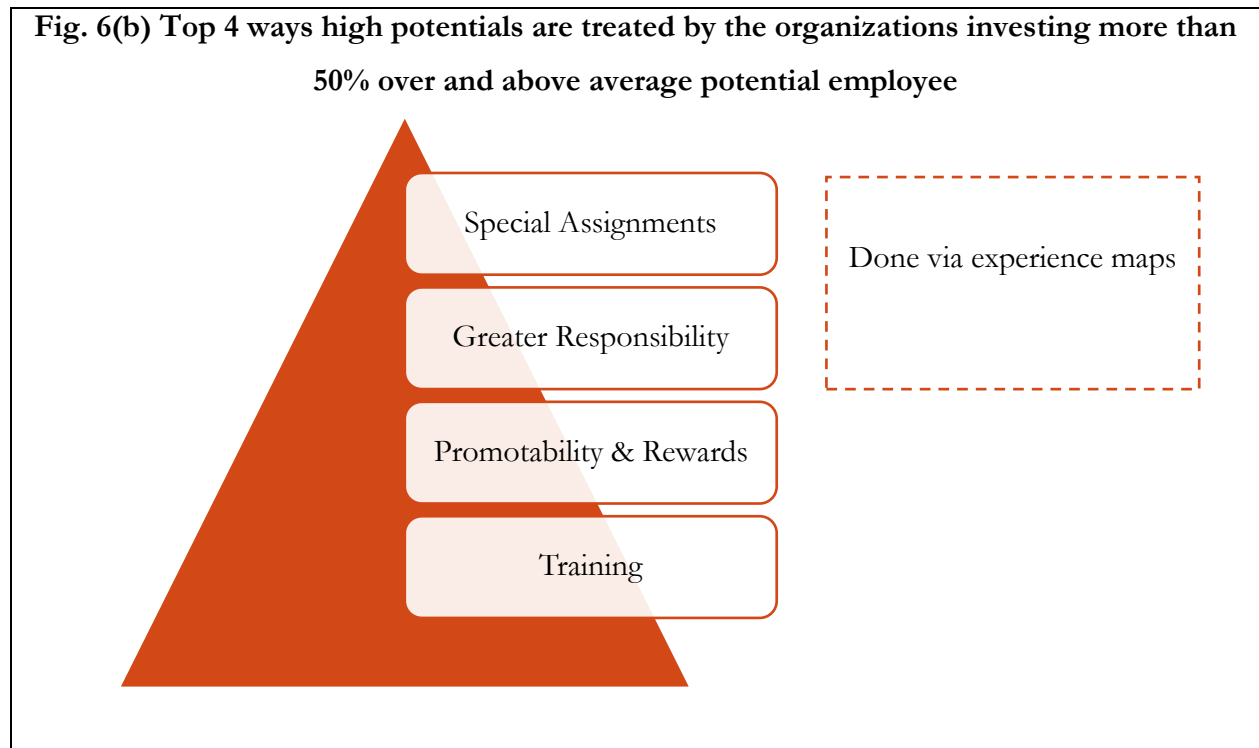 Fig. 6(b) Top 4 ways high potentials are treated by the organizations investing more than
50% over and above average potential employee
Special Assignments
Done via experience maps
Greater Responsibility
Promotability & Rewards
Training